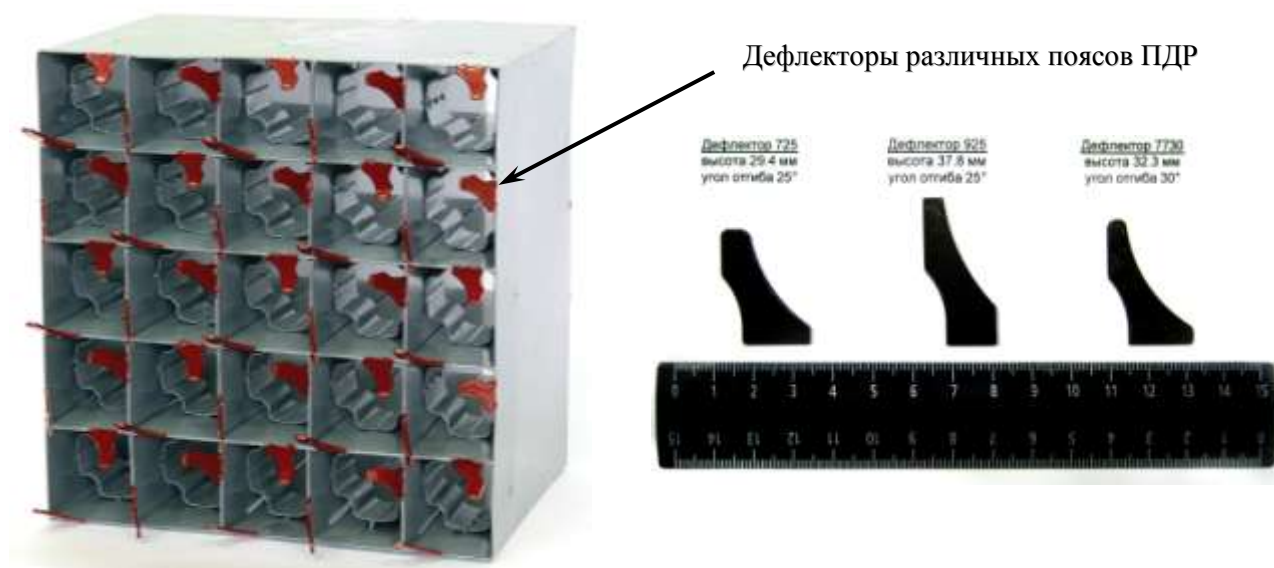 Дефлекторы различных поясов ПДР
Дефлектор 725
высота 29.4 мм
угол отгиба 25°
Дефлектор 925
высота 37.8 мм
угол отгиба 25°
Дефлектор 7730
высота 32.3 мм
угол отгиба 30°
0 1 2 3 4 5 6 7 8 9 10 11 12 13 14 15
15 14 13 12 11 10 9 8 7 6 5 4 3 2 1 0